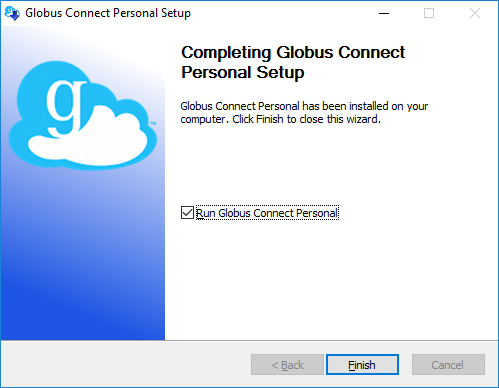 Globus Connect Personal Setup
Completing Globus Connect
Personal Setup
Globus Connect Personal has been installed on your
computer. Click Finish to close this wizard.
g
TM
Run Globus Connect Personal
< Back
Finish
Cancel